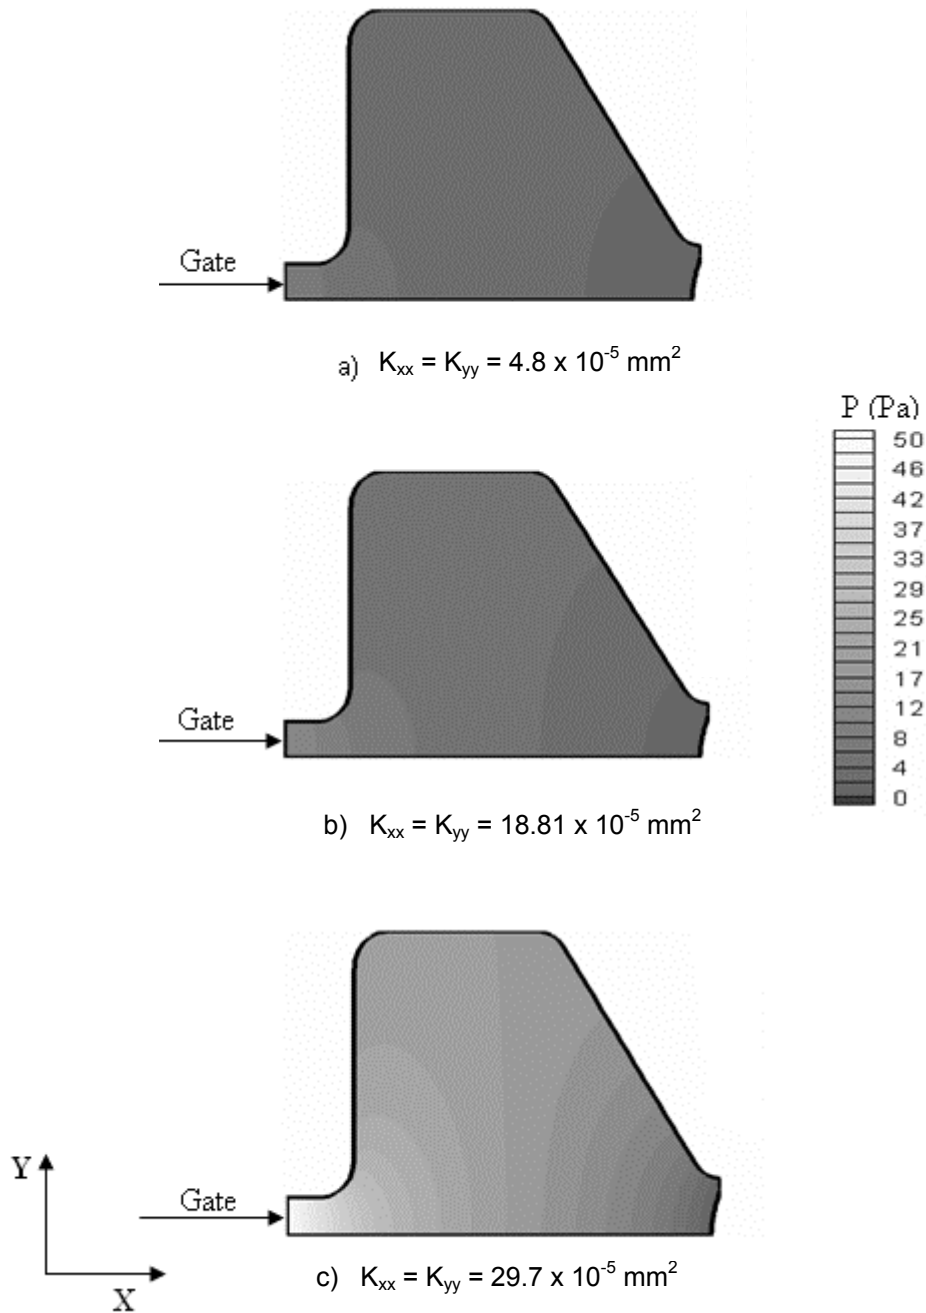 Gate
a) Kxx = Kyy = 4.8 x 10-5 mm2
P (Pa)
50
46
42
37
33
29
25
21
17
12
8
4
0
Gate
b) Kxx = Kyy = 18.81 x 10-5 mm2
Y
Gate
X
c) Kxx = Kyy = 29.7 x 10-5 mm2